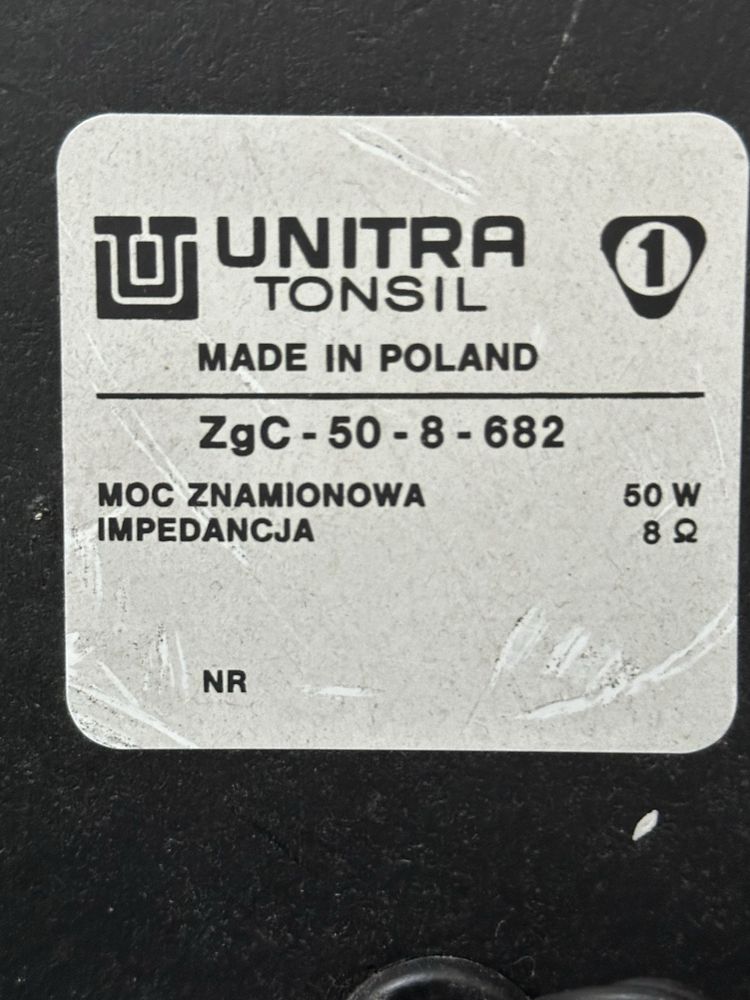 UNITRA
TONSIL
1
MADE IN POLAND
ZgC - 50 - 8 - 682
MOC ZNAMIONOWA 50 W
IMPEDANCJA 8 Ω
NR